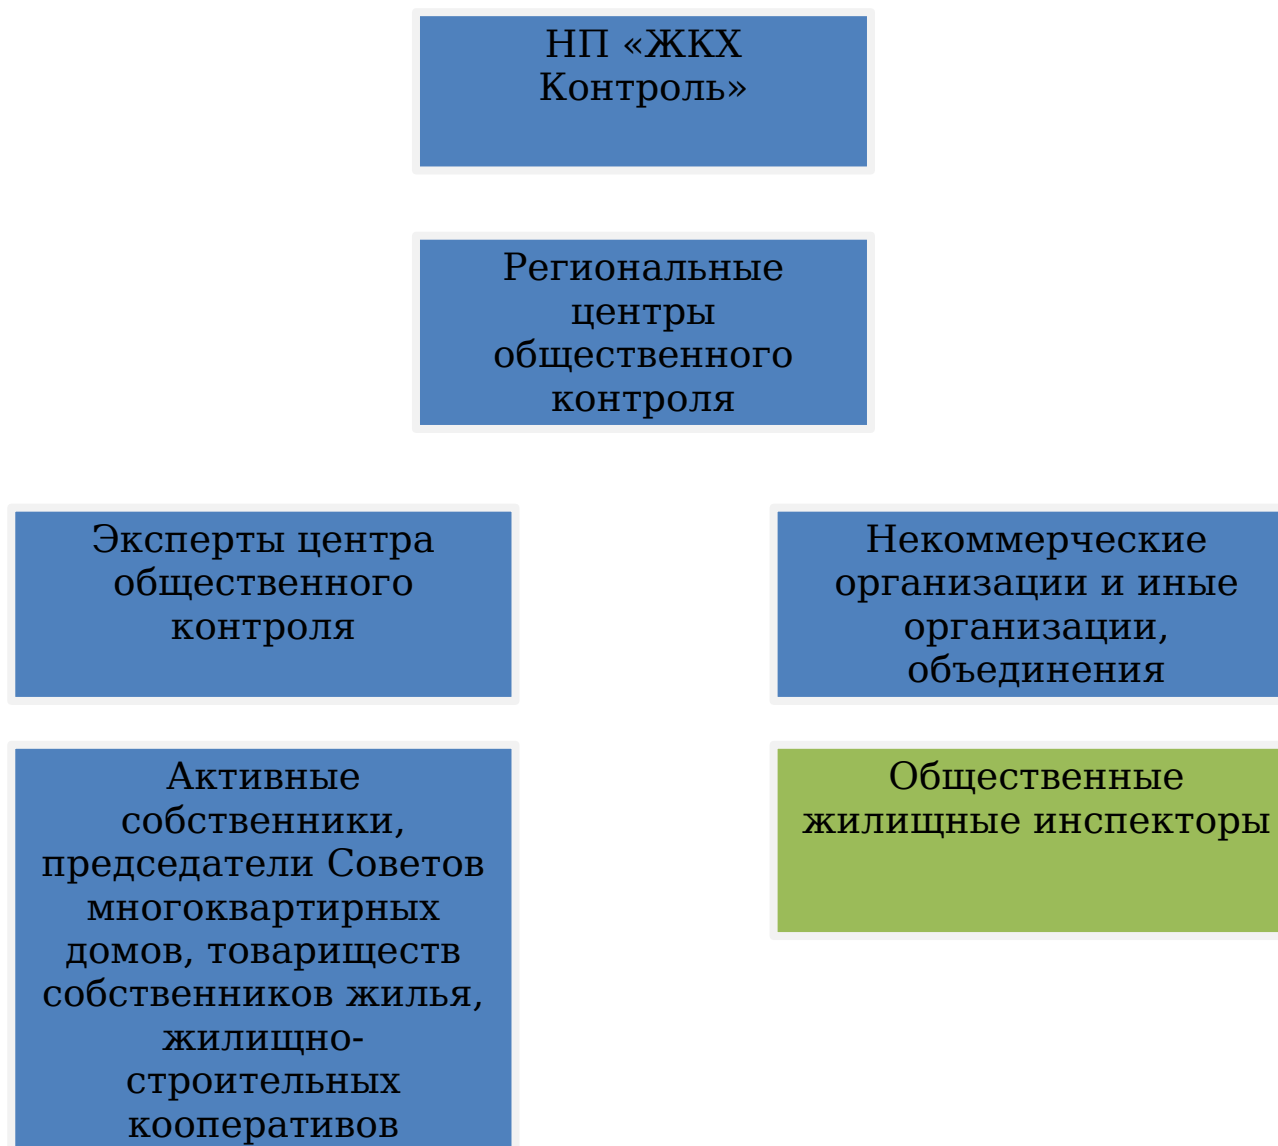 НП «ЖКХ
Контроль»
Региональные
центры
общественного
контроля
Эксперты центра
общественного
контроля
Некоммерческие
организации и иные
организации,
объединения
Активные
собственники,
председатели Советов
многоквартирных
домов, товариществ
собственников жилья,
жилищно-
строительных
кооперативов
Общественные
жилищные инспекторы